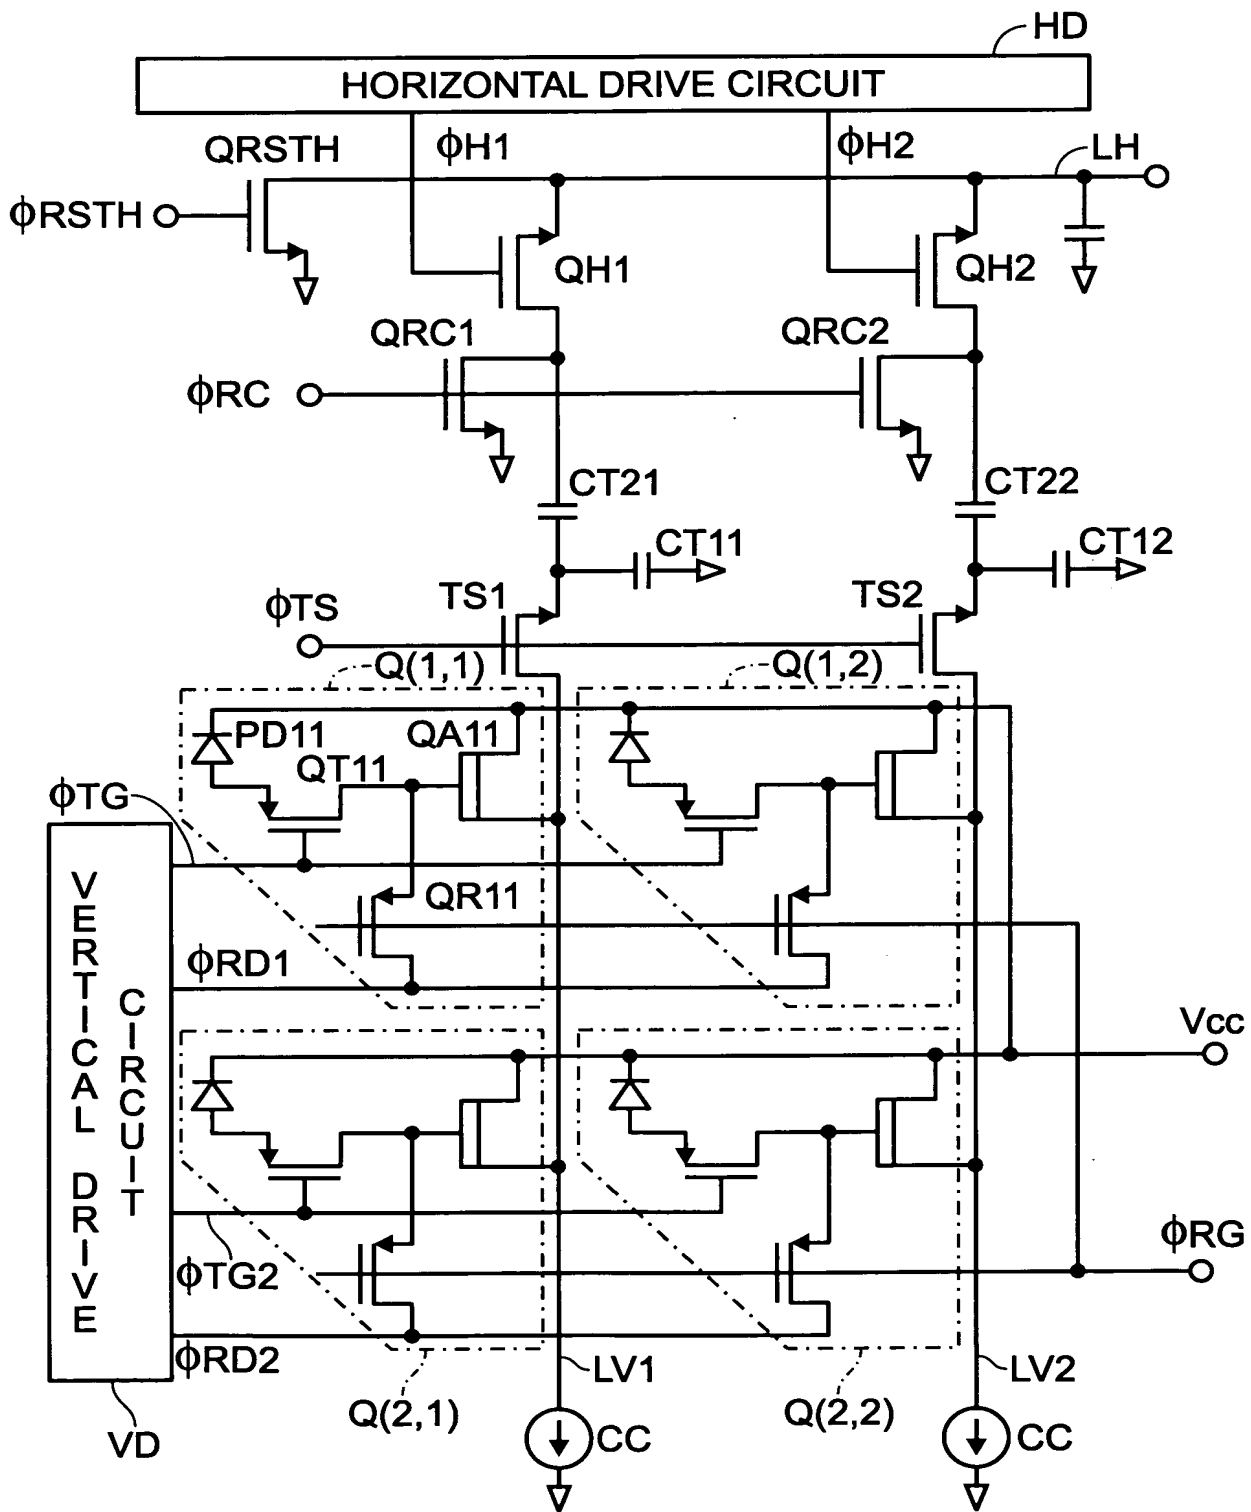 HD
HORIZONTAL DRIVE CIRCUIT
QRSTH
ϕH1
ϕH2
LH
ϕRSTH
QH1
QH2
QRC1
QRC2
ϕRC
CT21
CT22
CT11
CT12
TS1
TS2
ϕTS
Q(1,1)
Q(1,2)
PD11
QA11
QT11
ϕTG
QR11
ϕRD1
VERTICAL DRIVE
CIRCUIT
Vcc
ϕRG
ϕTG2
ϕRD2
LV1
LV2
Q(2,1)
Q(2,2)
VD
CC
CC